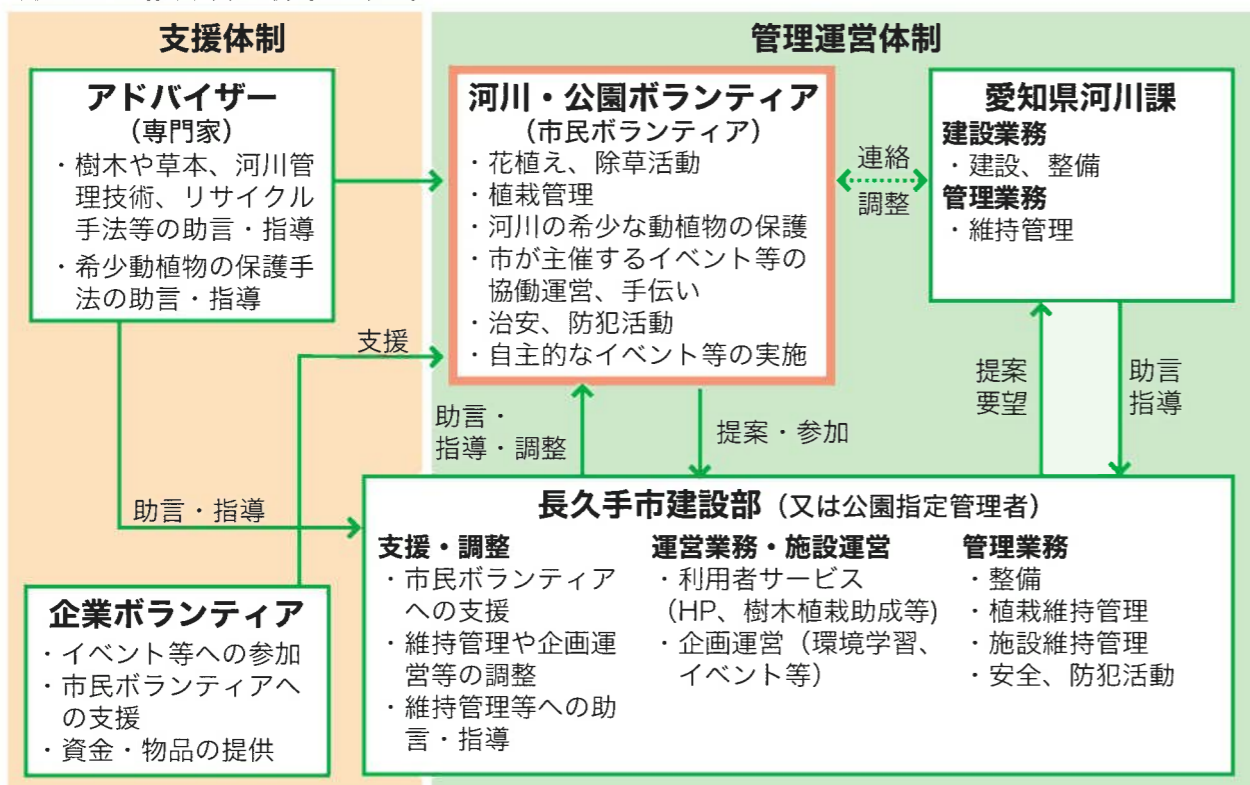 支援体制
アドバイザー
（専門家）
・樹木や草本、河川管
理技術、リサイクル
手法等の助言・指導
・希少動植物の保護手
法の助言・指導
支援
助言・指導
企業ボランティア
・イベント等への参加
・市民ボランティアへ
の支援
・資金・物品の提供
管理運営体制
河川・公園ボランティア
（市民ボランティア）
・花植え、除草活動
・植栽管理
・河川の希少な動植物の保護
・市が主催するイベント等の
協働運営、手伝い
・治安、防犯活動
・自主的なイベント等の実施
連絡
調整
愛知県河川課
建設業務
・建設、整備
管理業務
・維持管理
助言・
指導・調整
提案・参加
提案
要望
助言
指導
長久手市建設部（又は公園指定管理者）
支援・調整
・市民ボランティア
への支援
・維持管理や企画運
営等の調整
・維持管理等への助
言・指導
運営業務・施設運営
・利用者サービス
（HP、樹木植栽助成等)
・企画運営（環境学習、
イベント等）
管理業務
・整備
・植栽維持管理
・施設維持管理
・安全、防犯活動